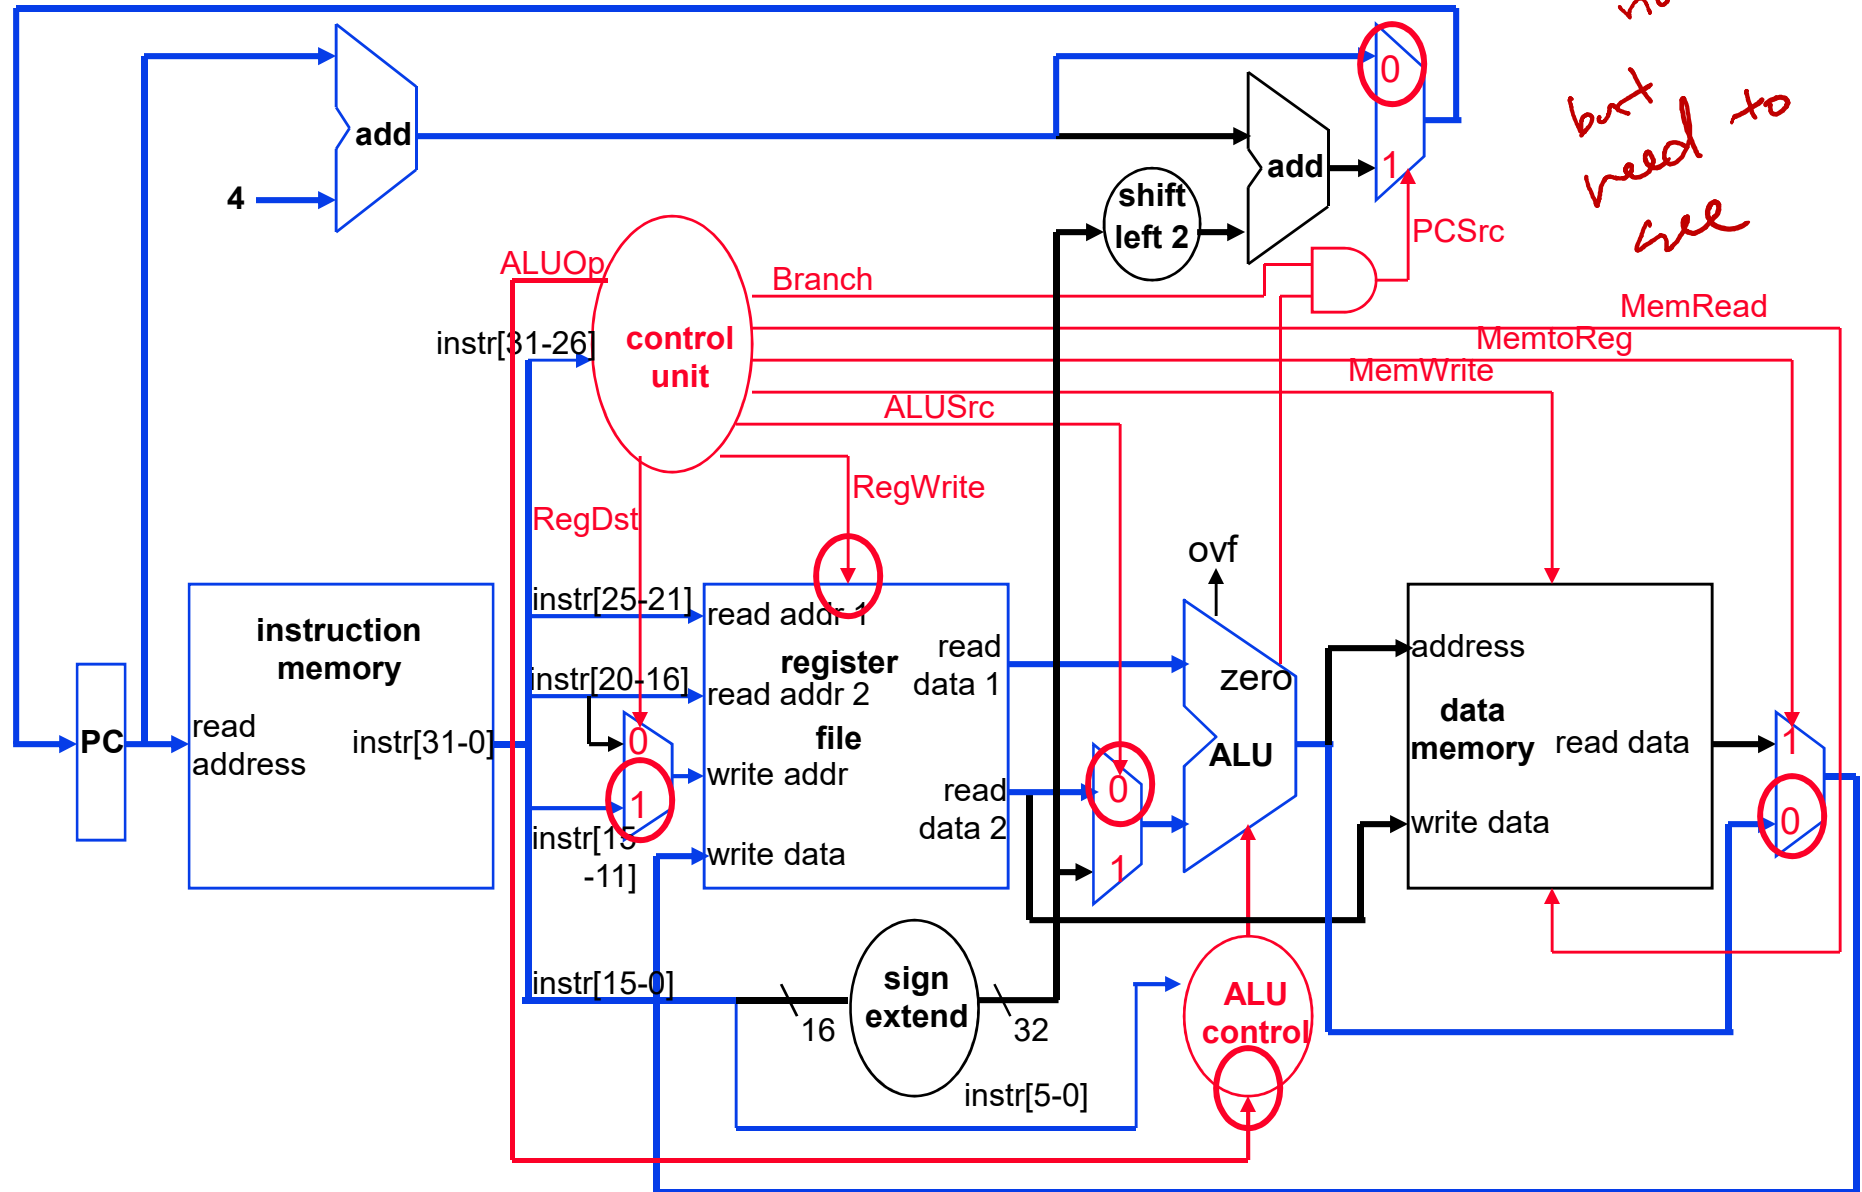 no
but
need to
see
0
add
add
4
1
shift
left 2
PCSrc
ALUOp
Branch
MemRead
instr[31-26]
control
unit
MemtoReg
MemWrite
ALUSrc
RegWrite
RegDst
ovf
instr[25-21]
read addr 1
instruction
memory
register
file
read
data 1
instr[20-16]
read addr 2
zero
address
data
memory
read data
PC
read
address
instr[31-0]
0
write addr
ALU
1
1
read
data 2
0
write data
0
instr[15
-11]
write data
1
instr[15-0]
sign
extend
16
32
ALU
control
instr[5-0]